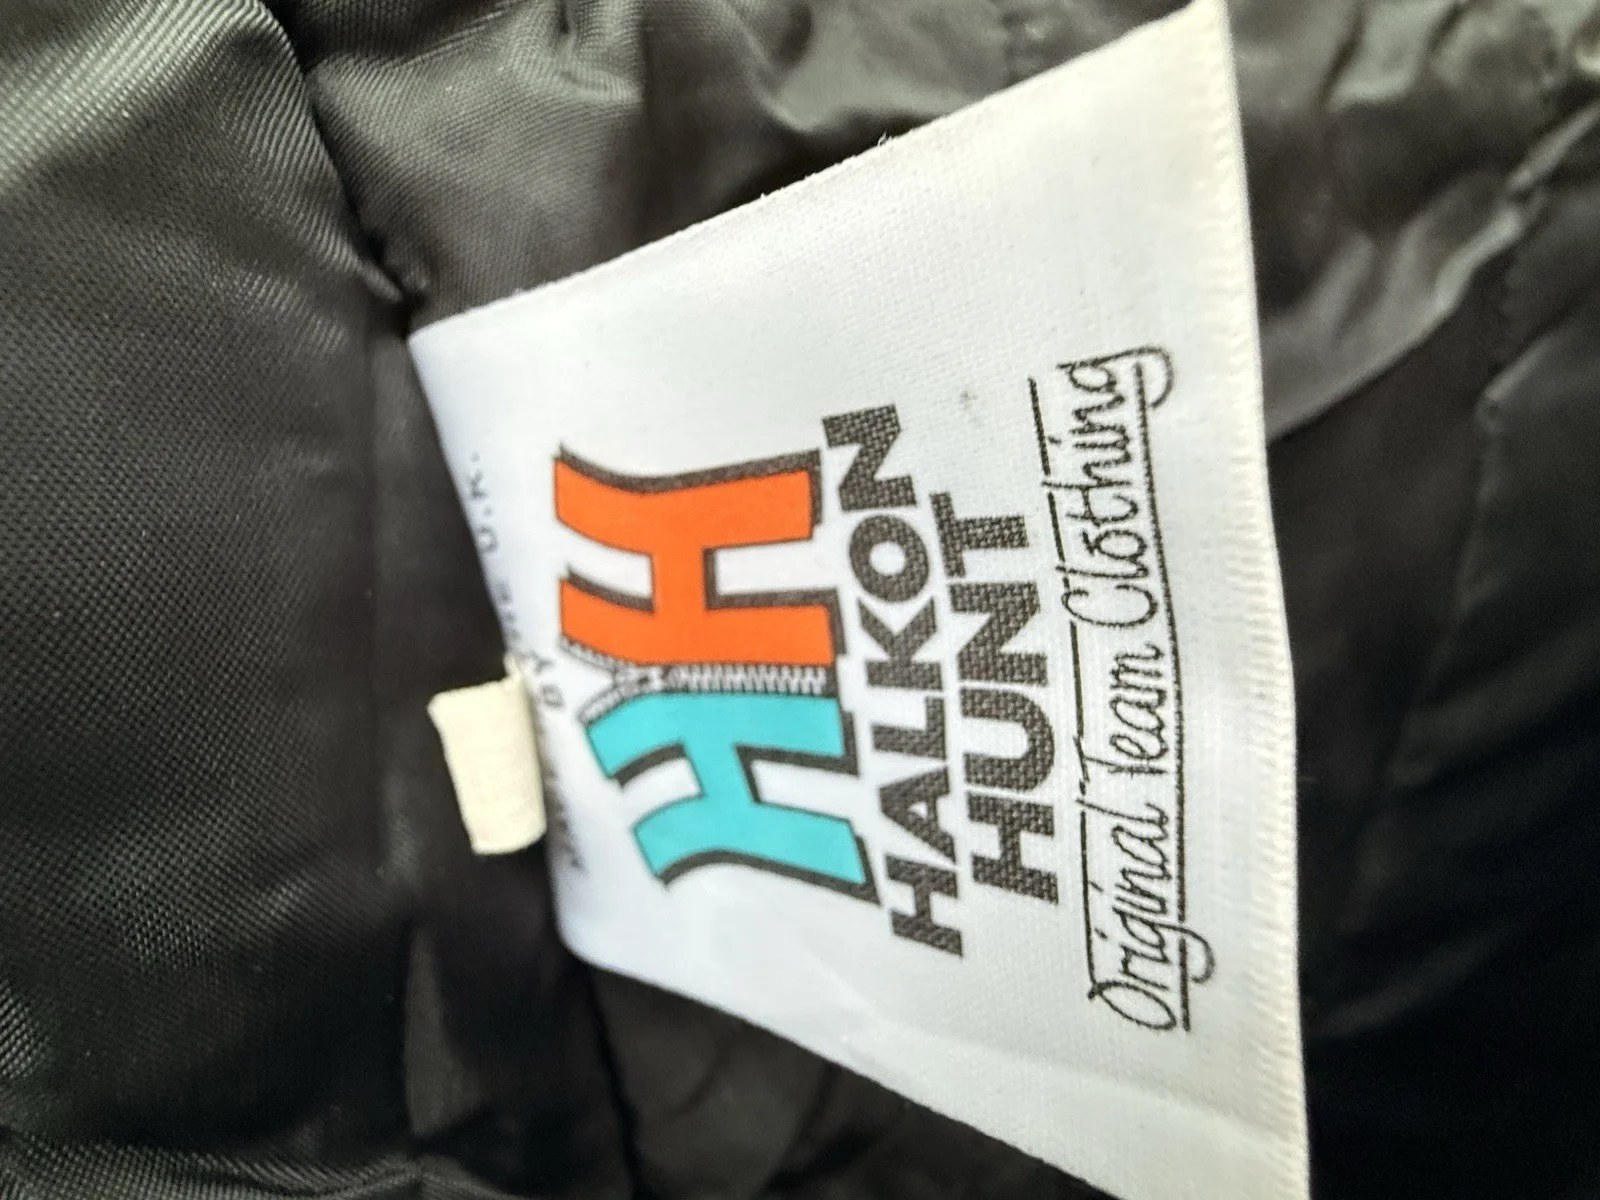 HH
HALKON
HUNT
Original Team Clothing
U.K.